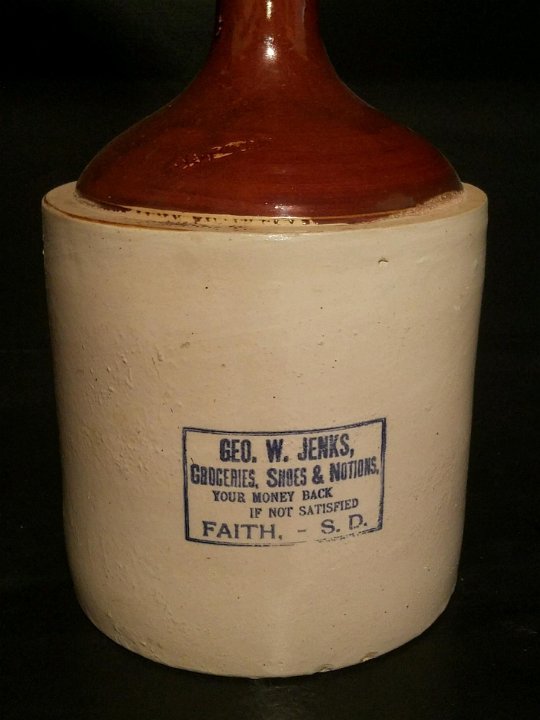 GEO. W. JENKS,
GROCERIES, SHOES & NOTIONS.
YOUR MONEY BACK
IF NOT SATISFIED
FAITH, - S. D.